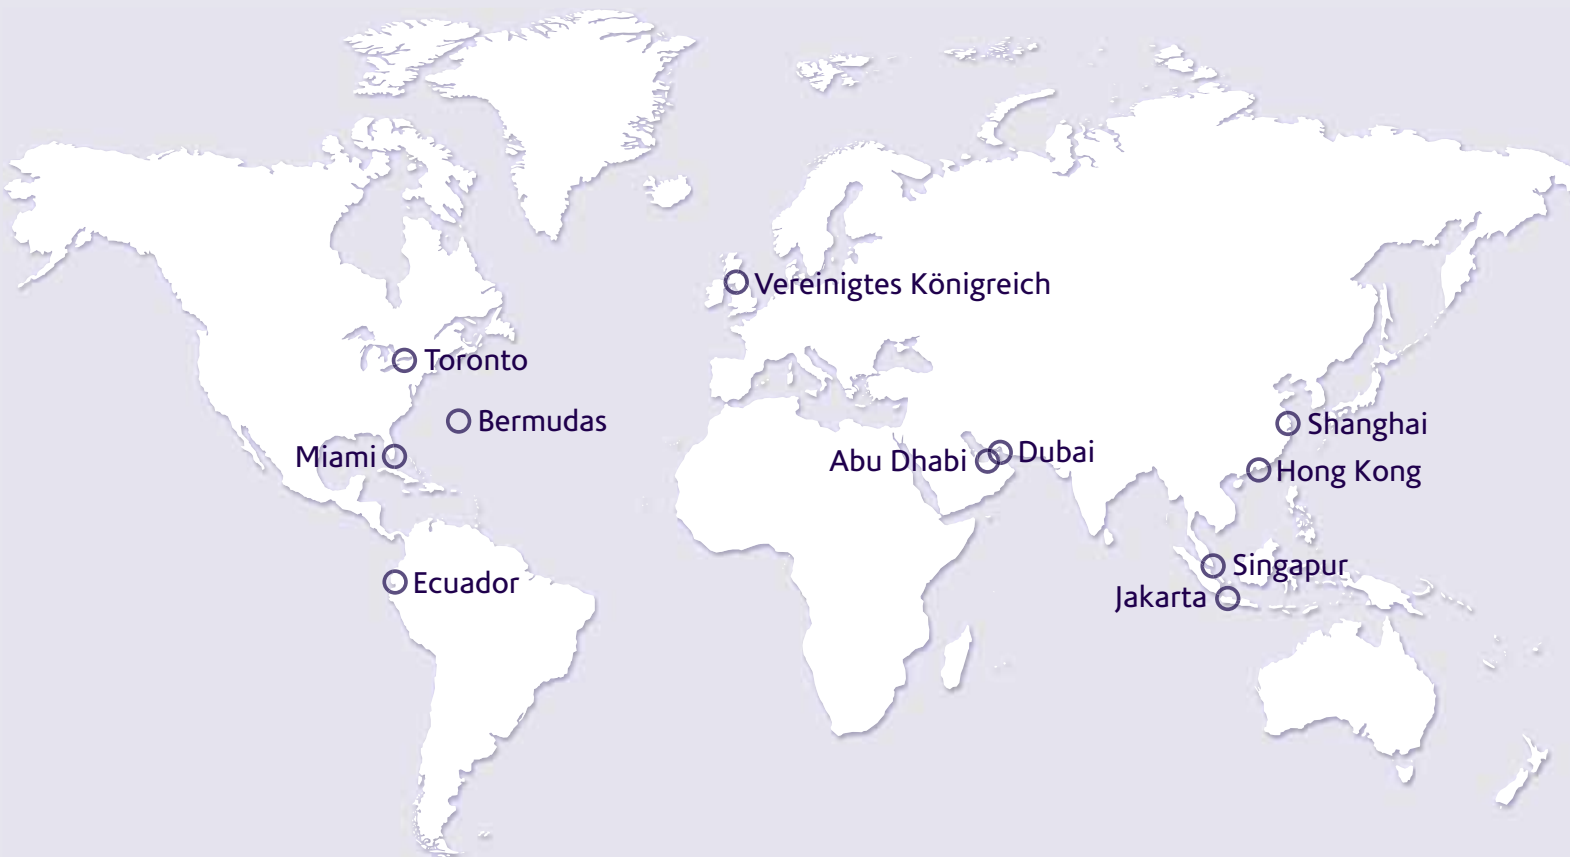 Vereinigtes Königreich
Toronto
Bermudas
Miami
Abu Dhabi
Dubai
Shanghai
Hong Kong
Ecuador
Singapur
Jakarta